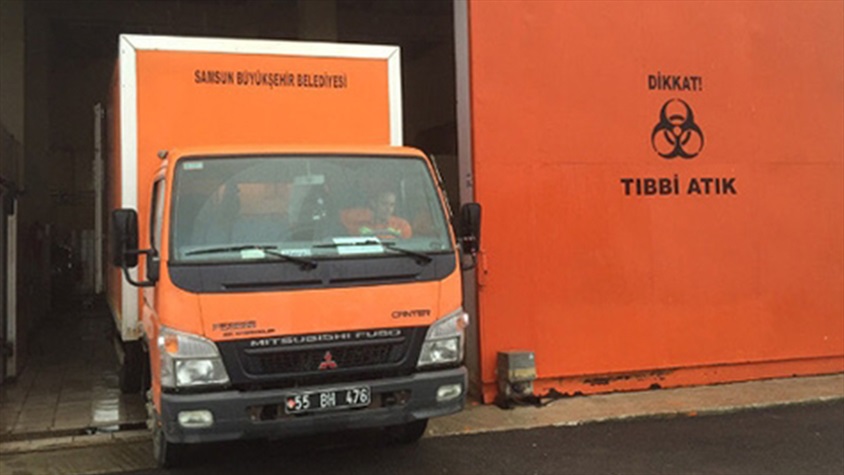 SAMSUN BÜYÜKŞEHİR BELEDİYESİ
DİKKAT!
TIBBİ ATIK
CANTER
MITSUBISHI FUSO
55 BH 476